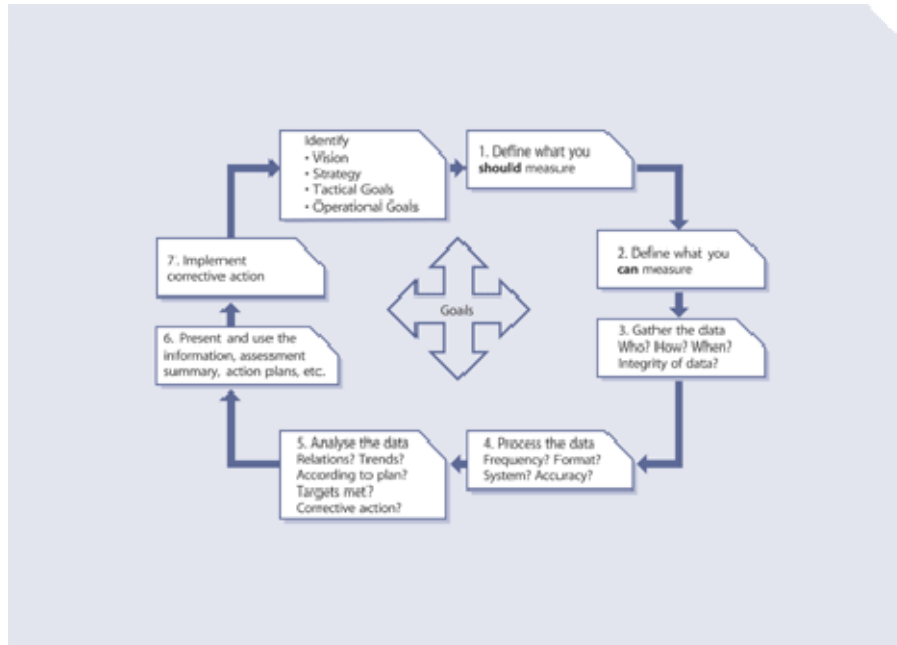 Identify
• Vision
• Strategy
• Tactical Goals
• Operational Goals
1. Define what you
should measure
2. Define what you
can measure
3. Gather the data
Who? How? When?
Integrity of data?
4. Process the data
Frequency? Format?
System? Accuracy?
5. Analyse the data
Relations? Trends?
According to plan?
Targets met?
Corrective action?
6. Present and use the
information, assessment
summary, action plans, etc.
7. Implement
corrective action
Goals